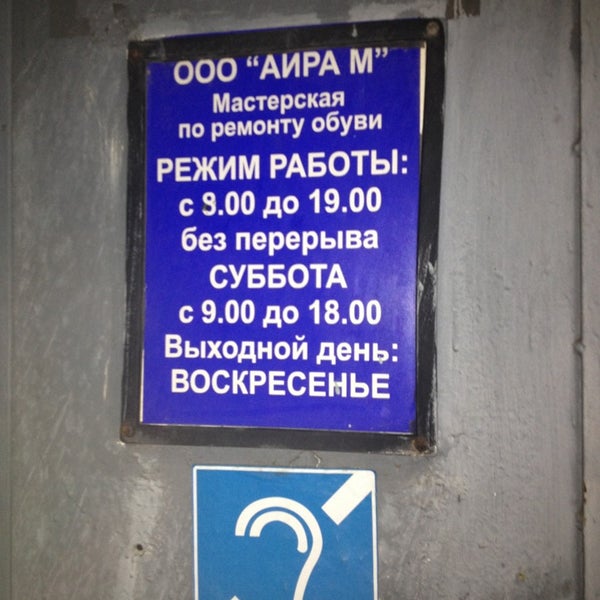 ООО “АИРА М”
Мастерская
по ремонту обуви
РЕЖИМ РАБОТЫ:
с 8.00 до 19.00
без перерыва
СУББОТА
с 9.00 до 18.00
Выходной день:
ВОСКРЕСЕНЬЕ